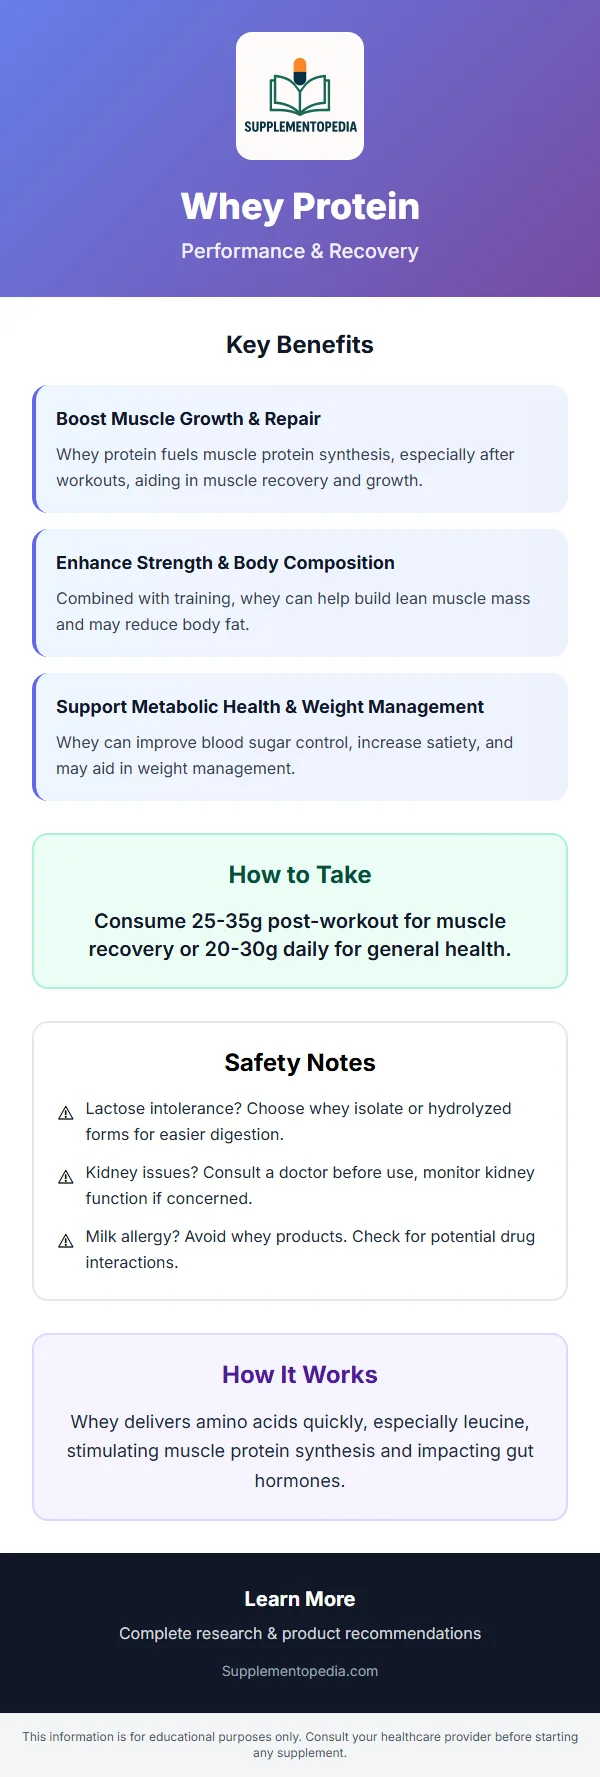 SUPPLEMENTOPEDIA
Whey Protein
Performance & Recovery
Key Benefits
Boost Muscle Growth & Repair
Whey protein fuels muscle protein synthesis, especially after
workouts, aiding in muscle recovery and growth.
Enhance Strength & Body Composition
Combined with training, whey can help build lean muscle mass
and may reduce body fat.
Support Metabolic Health & Weight Management
Whey can improve blood sugar control, increase satiety, and
may aid in weight management.
How to Take
Consume 25-35g post-workout for muscle
recovery or 20-30g daily for general health.
Safety Notes
Lactose intolerance? Choose whey isolate or hydrolyzed
forms for easier digestion.
Kidney issues? Consult a doctor before use, monitor kidney
function if concerned.
Milk allergy? Avoid whey products. Check for potential drug
interactions.
How It Works
Whey delivers amino acids quickly, especially leucine,
stimulating muscle protein synthesis and impacting gut
hormones.
Learn More
Complete research & product recommendations
Supplementopedia.com
This information is for educational purposes only. Consult your healthcare provider before starting
any supplement.